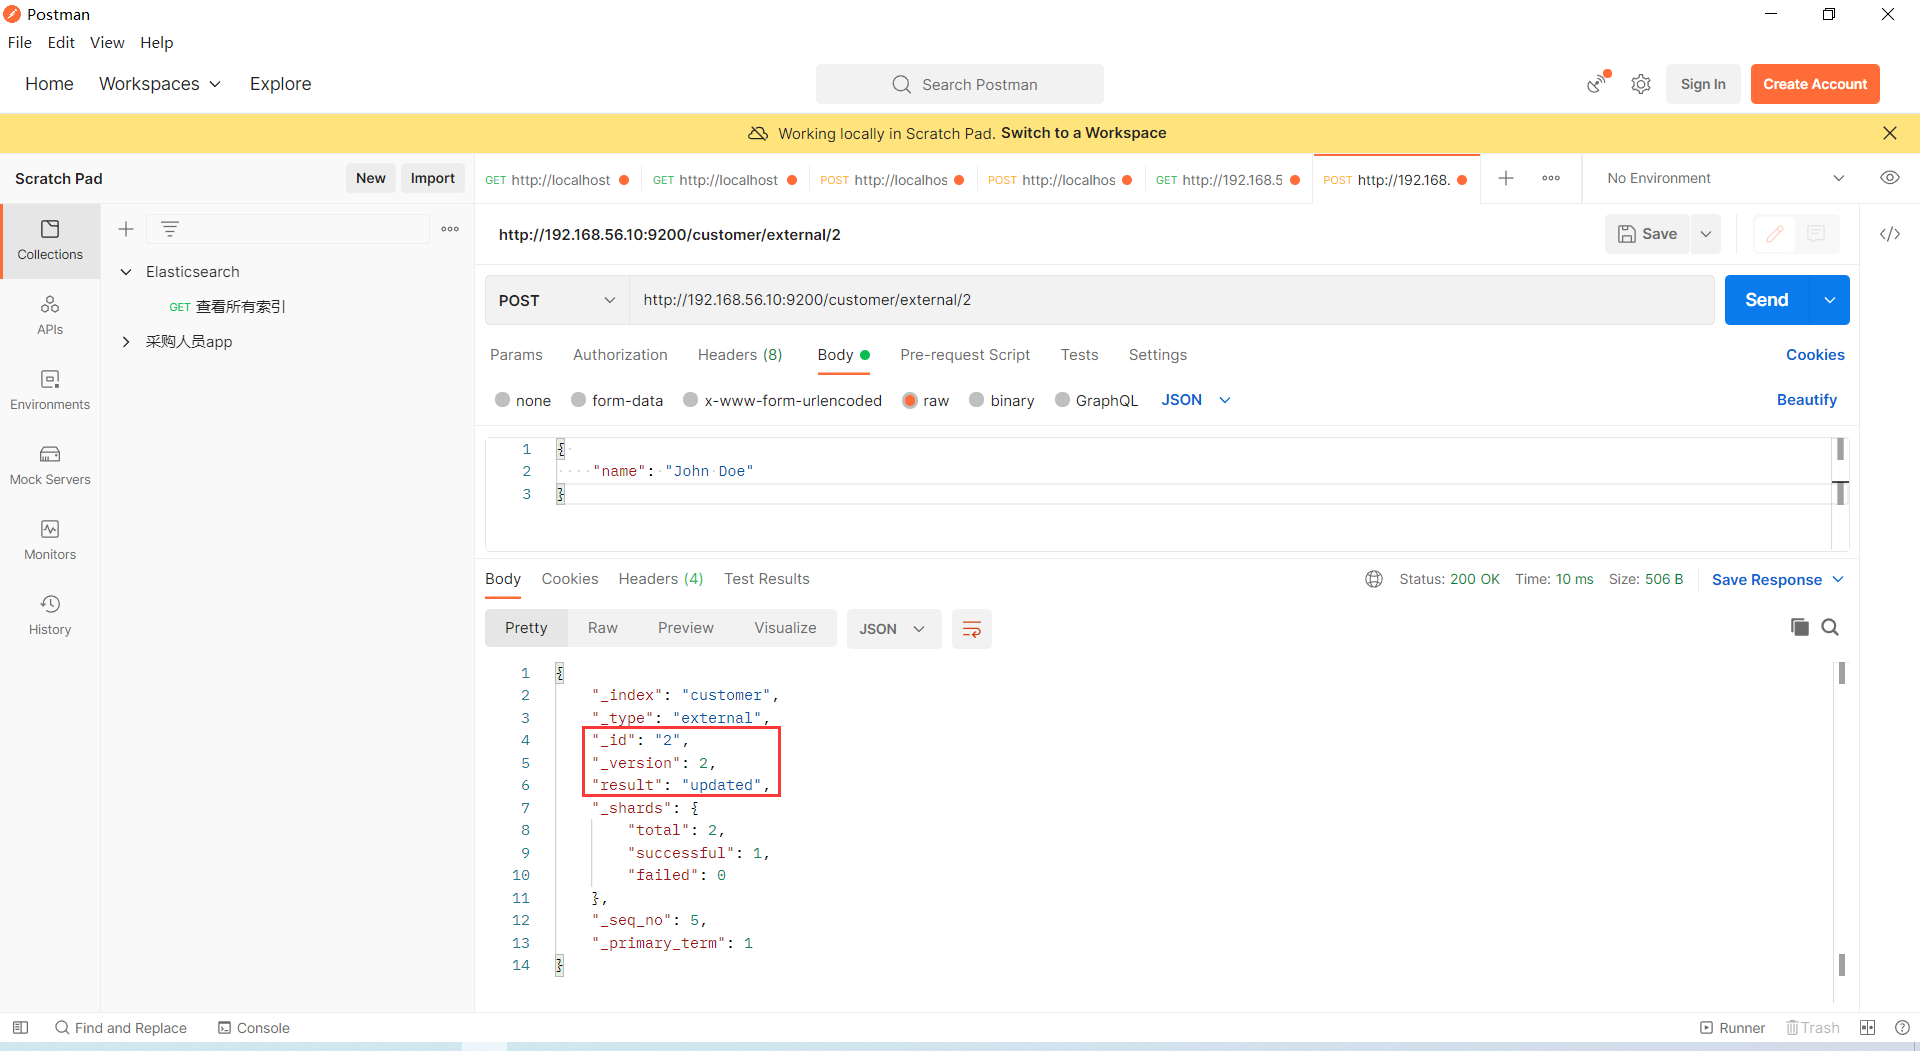 Postman
File Edit View Help
Home Workspaces Explore Search Postman Sign In Create Account
Working locally in Scratch Pad. Switch to a Workspace
Scratch Pad New Import GET http://localhost GET http://localhost POST http://localhos POST http://localhos GET http://192.168.5 POST http://192.168. No Environment
Collections
APIs
Environments
Mock Servers
Monitors
History
Elasticsearch
GET 查看所有索引
采购人员app
http://192.168.56.10:9200/customer/external/2 Save </>
POST http://192.168.56.10:9200/customer/external/2 Send
Params Authorization Headers (8) Body Pre-request Script Tests Settings Cookies
none form-data x-www-form-urlencoded raw binary GraphQL JSON Beautify
1 {
2 "name": "John Doe"
3 }
Body Cookies Headers (4) Test Results Status: 200 OK Time: 10 ms Size: 506 B Save Response
Pretty Raw Preview Visualize JSON
1 {
2 "_index": "customer",
3 "_type": "external",
4 "_id": "2",
5 "_version": 2,
6 "result": "updated",
7 "_shards": {
8 "total": 2,
9 "successful": 1,
10 "failed": 0
11 },
12 "_seq_no": 5,
13 "_primary_term": 1
14 }
Find and Replace Console Runner Trash